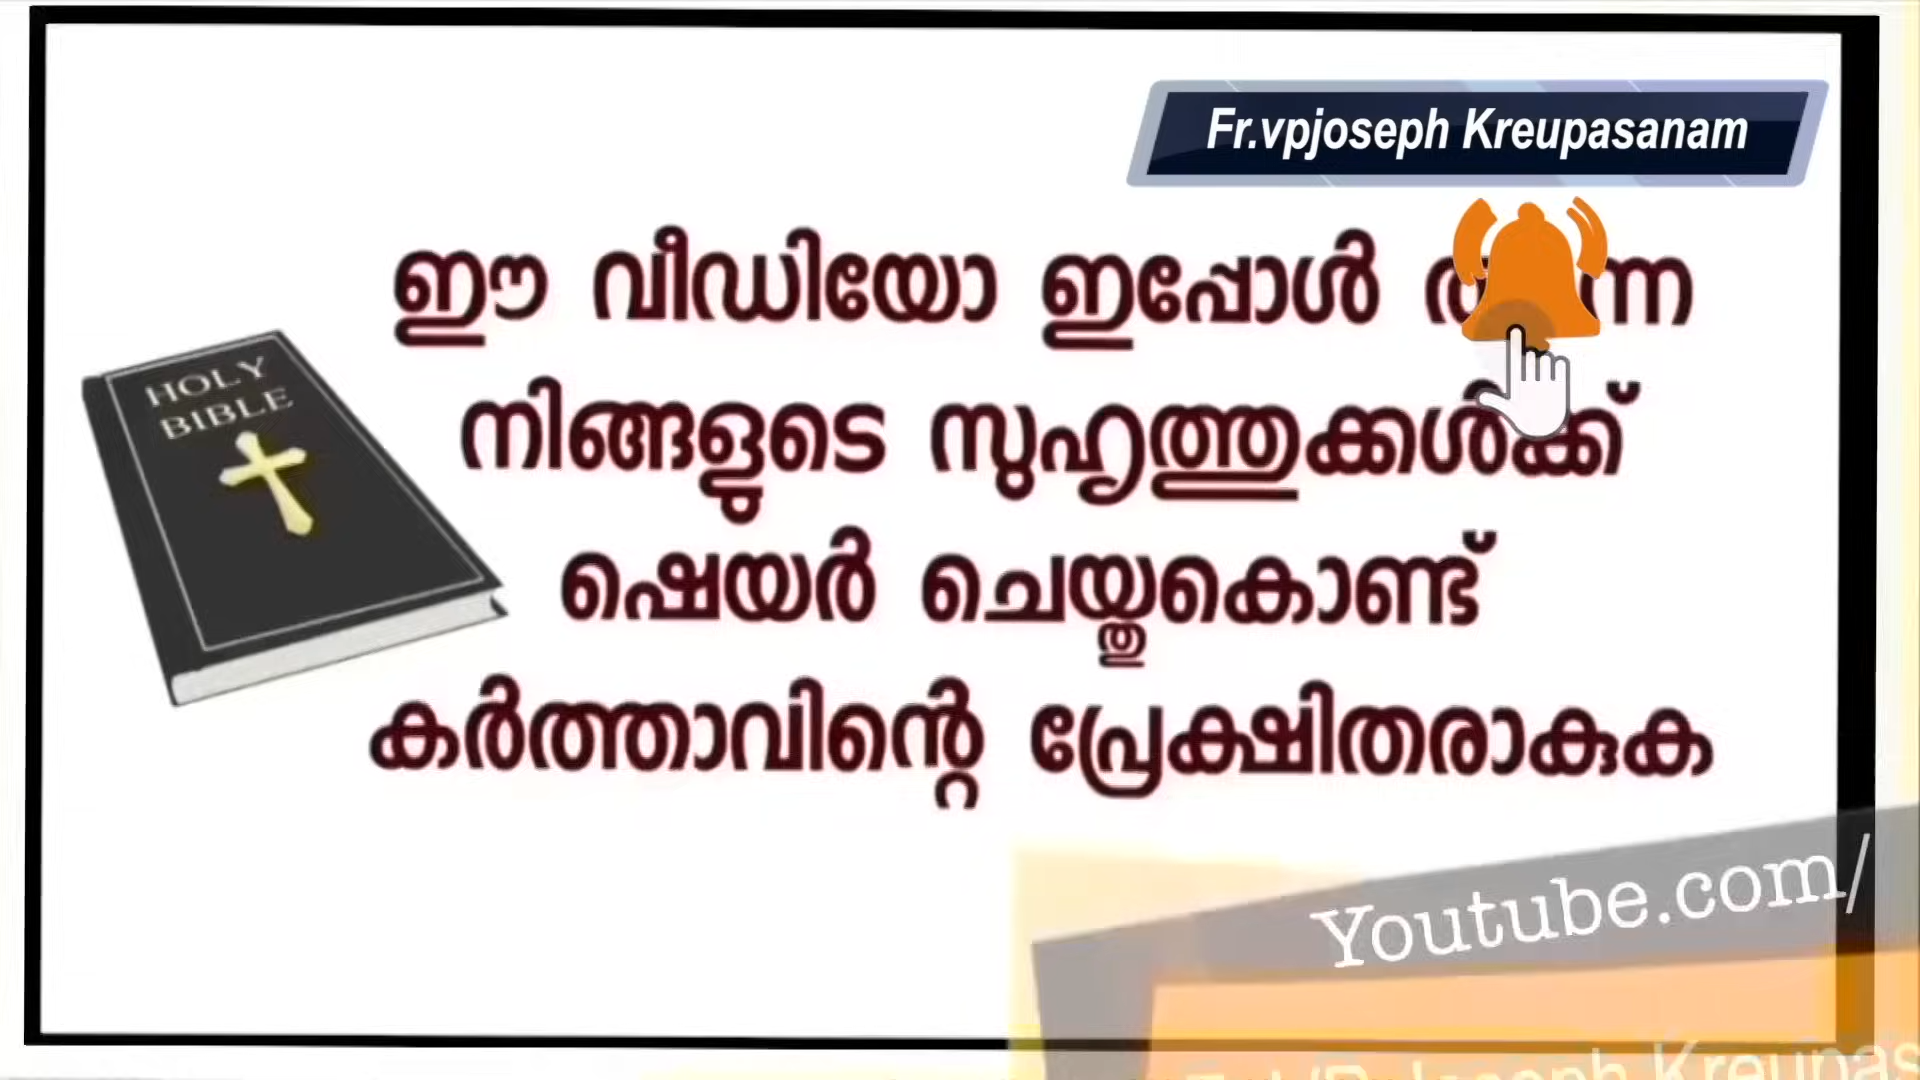 Fr.vpjoseph Kreupasanam
ഈ വീഡിയോ ഇപ്പോൾ
നിങ്ങളുടെ സുഹൃത്തുക്കൾക്ക്
ഷെയർ ചെയ്തുകൊണ്ട്
കർത്താവിന്റെ പ്രേക്ഷിതരാകുക
HOLY
BIBLE
Youtube.com/